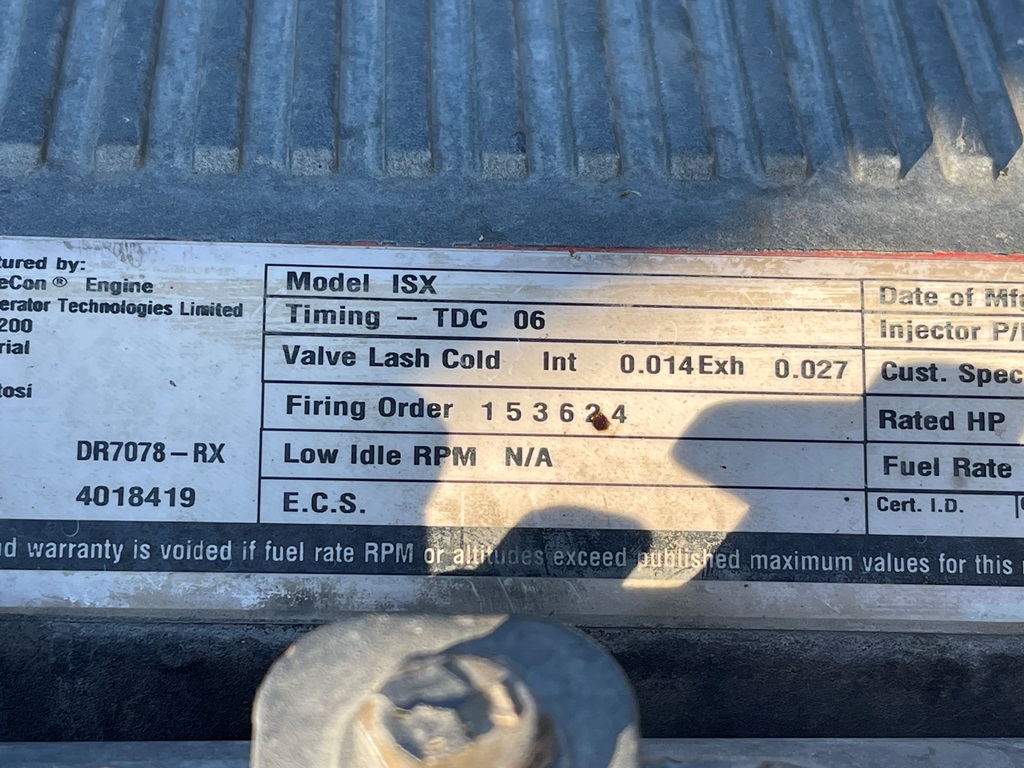 tured by:
eCon® Engine
erator Technologies Limited
200
rial
tosí
DR7078-RX
4018419
Model ISX
Timing - TDC 06
Valve Lash Cold Int 0.014 Exh 0.027
Firing Order 1 5 3 6 2 4
Low Idle RPM N/A
E.C.S.
Date of Mfg
Injector P/
Cust. Spec
Rated HP
Fuel Rate
Cert. I.D.
nd warranty is voided if fuel rate RPM or altitudes exceed published maximum values for this